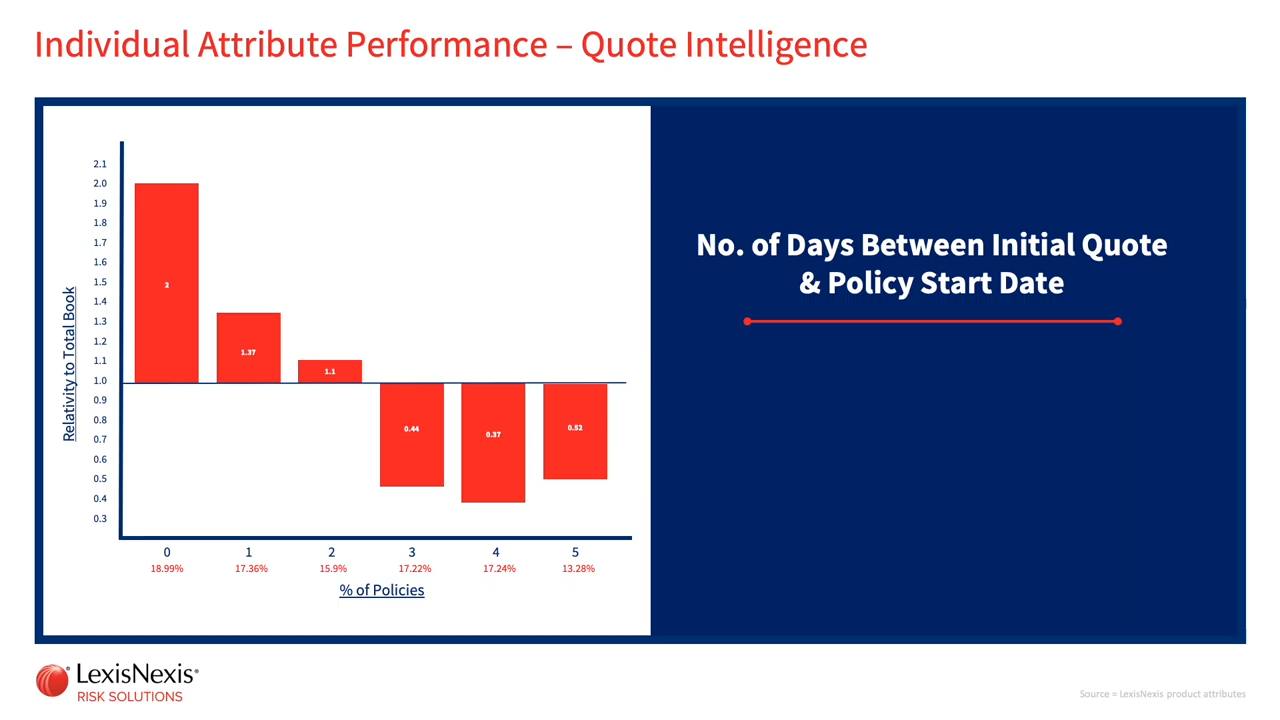 Individual Attribute Performance – Quote Intelligence
Relativity to Total Book
2.1
2.0
1.9
1.8
1.7
1.6
1.5
1.4
1.3
1.2
1.1
1.0
0.9
0.8
0.7
0.6
0.5
0.4
0.3
2
1.37
1.1
0.44
0.37
0.52
0 1 2 3 4 5
18.99% 17.36% 15.9% 17.22% 17.24% 13.28%
% of Policies
No. of Days Between Initial Quote
& Policy Start Date
LexisNexis®
RISK SOLUTIONS
Source = LexisNexis product attributes